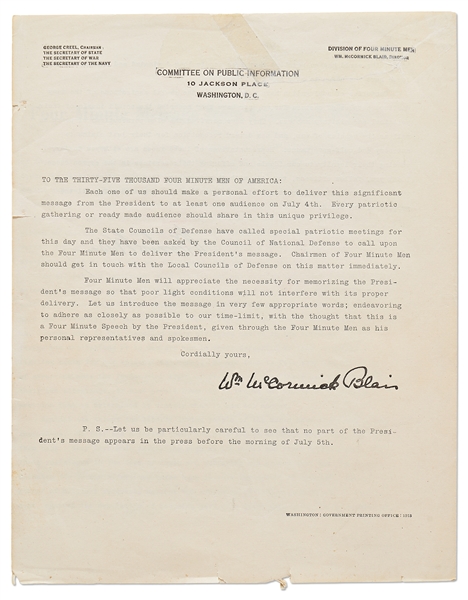 GEORGE CREEL, CHAIRMAN
THE SECRETARY OF STATE
THE SECRETARY OF WAR
THE SECRETARY OF THE NAVY
DIVISION OF FOUR MINUTE MEN
WM. McCORMICK BLAIR, DIRECTOR
COMMITTEE ON PUBLIC INFORMATION
10 JACKSON PLACE
WASHINGTON, D. C.
TO THE THIRTY-FIVE THOUSAND FOUR MINUTE MEN OF AMERICA:
Each one of us should make a personal effort to deliver this significant
message from the President to at least one audience on July 4th. Every patriotic
gathering or ready made audience should share in this unique privilege.
The State Councils of Defense have called special patriotic meetings for
this day and they have been asked by the Council of National Defense to call upon
the Four Minute Men to deliver the President's message. Chairmen of Four Minute Men
should get in touch with the Local Councils of Defense on this matter immediately.
Four Minute Men will appreciate the necessity for memorizing the Presi-
dent's message so that poor light conditions will not interfere with its proper
delivery. Let us introduce the message in very few appropriate words; endeavoring
to adhere as closely as possible to our time-limit, with the thought that this is
a Four Minute Speech by the President, given through the Four Minute Men as his
personal representatives and spokesmen.
Cordially yours,
Wm McCormick Blair
P. S.--Let us be particularly careful to see that no part of the Presi-
dent's message appears in the press before the morning of July 5th.
WASHINGTON : GOVERNMENT PRINTING OFFICE : 1918